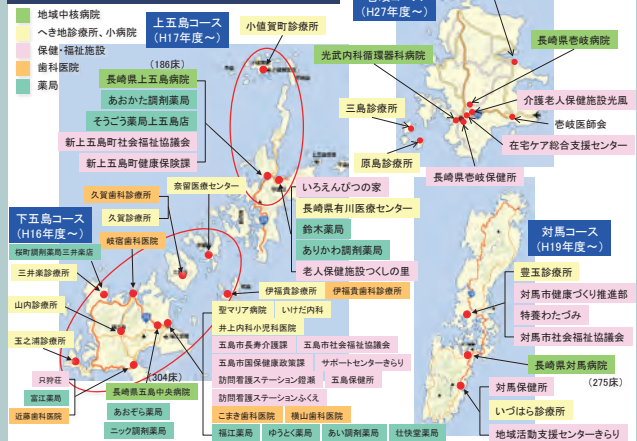 地域中核病院
へき地診療所、小病院
保健・福祉施設
歯科医院
薬局
上五島コース
（H17年度～）
（H27年度～）
小値賀町診療所
（186床）
長崎県上五島病院
あおかた調剤薬局
そうごう薬局上五島店
新上五島町社会福祉協議会
新上五島町健康保険課
光武内科循環器科病院
長崎県壱岐病院
介護老人保健施設光風
壱岐医師会
在宅ケア総合支援センター
長崎県壱岐保健所
三島診療所
原島診療所
いろえんぴつの家
長崎県有川医療センター
鈴木薬局
ありかわ調剤薬局
老人保健施設つくしの里
奈留医療センター
久賀歯科診療所
久賀診療所
岐宿歯科医院
下五島コース
（H16年度～）
桜町調剤薬局三井楽店
三井楽診療所
山内診療所
玉之浦診療所
只狩荘
富江薬局
近藤歯科医院
（304床）
長崎県五島中央病院
あおぞら薬局
ニック調剤薬局
伊福貴診療所
伊福貴歯科診療所
聖マリア病院 いけだ内科
井上内科小児科医院
五島市長寿介護課 五島市社会福祉協議会
五島市国保健康政策課 サポートセンターきらり
訪問看護ステーション鐙瀬 五島保健所
訪問看護ステーションふくえ
こまき歯科医院 横山歯科医院
福江薬局 ゆうとく薬局 あい調剤薬局 壮快堂薬局
対馬コース
（H19年度～）
豊玉診療所
対馬市健康づくり推進部
特養わたづみ
対馬市社会福祉協議会
長崎県対馬病院
（275床）
対馬保健所
いづはら診療所
地域活動支援センターきらり